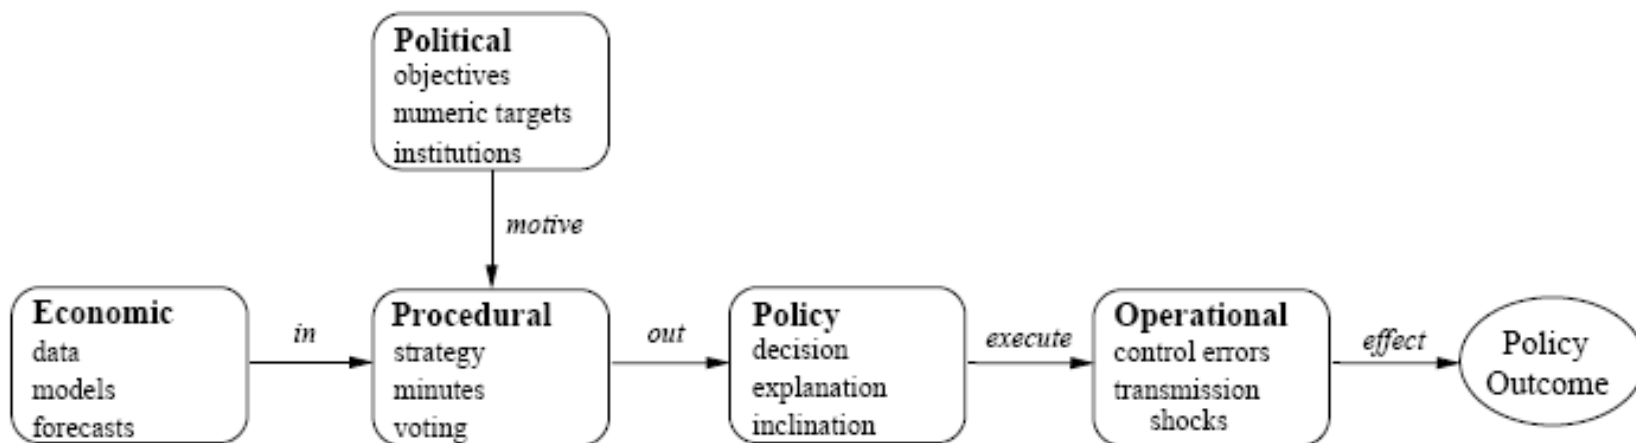 Political
objectives
numeric targets
institutions
motive
Economic
data
models
forecasts
in
Procedural
strategy
minutes
voting
out
Policy
decision
explanation
inclination
execute
Operational
control errors
transmission
shocks
effect
Policy
Outcome